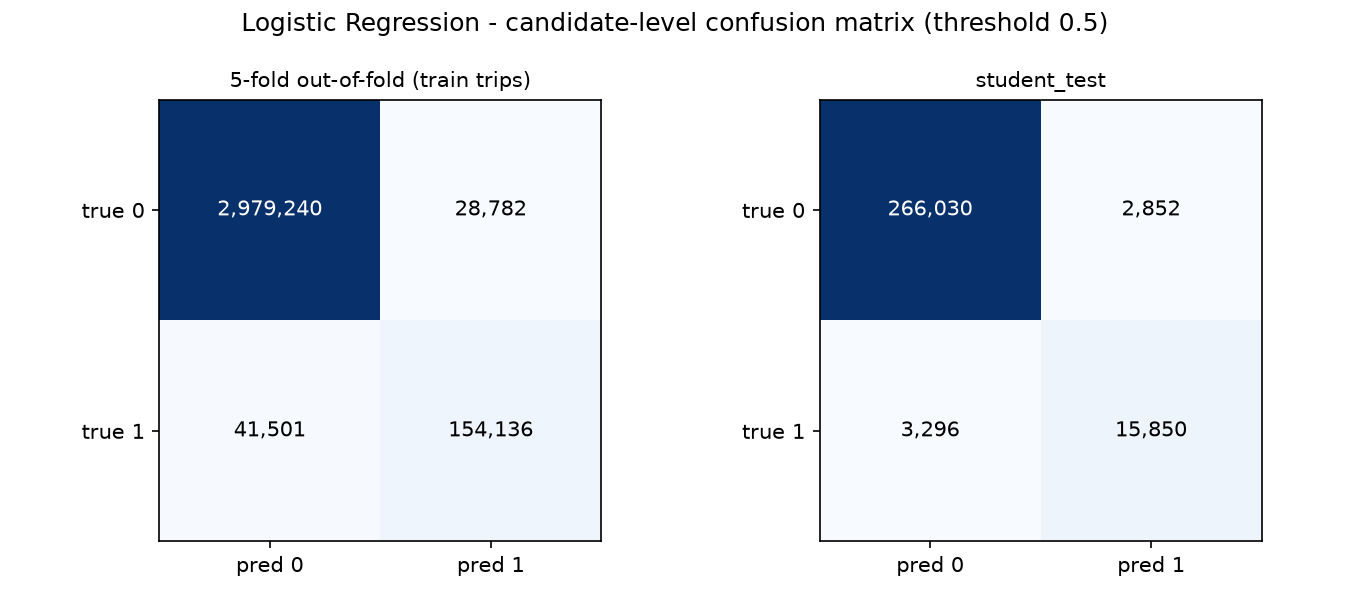 Logistic Regression - candidate-level confusion matrix (threshold 0.5)
5-fold out-of-fold (train trips)
student_test
true 0
2,979,240
28,782
true 0
266,030
2,852
true 1
41,501
154,136
true 1
3,296
15,850
pred 0
pred 1
pred 0
pred 1